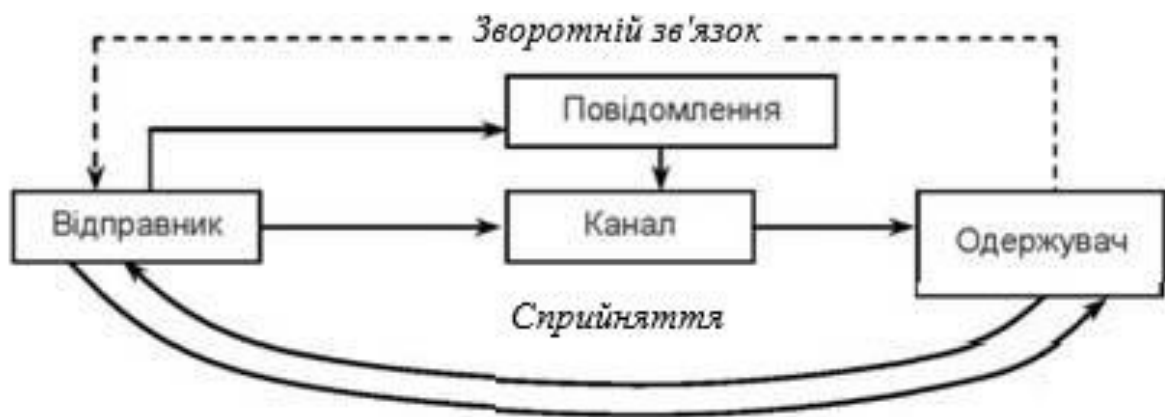 Зворотній зв'язок
Повідомлення
Відправник
Канал
Одержувач
Сприйняття